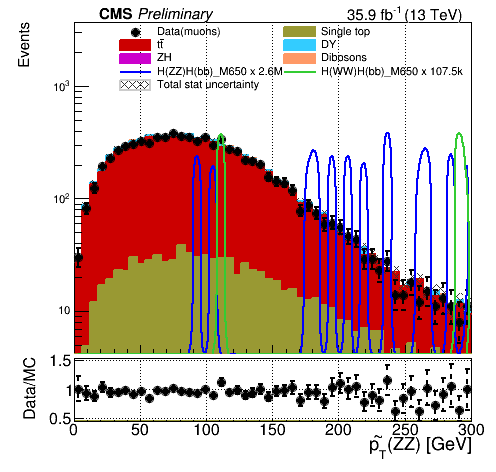 CMS Preliminary 35.9 fb⁻¹ (13 TeV)
Events
Data(muons) Single top
tt̄ DY
ZH Dibosons
H(ZZ)H(bb)_M650 x 2.6M H(WW)H(bb)_M650 x 107.5k
Total stat uncertainty
10³
10²
10
Data/MC
1.5
1.0
0.5
0 50 100 150 200 250 300
p̃_T(ZZ) [GeV]